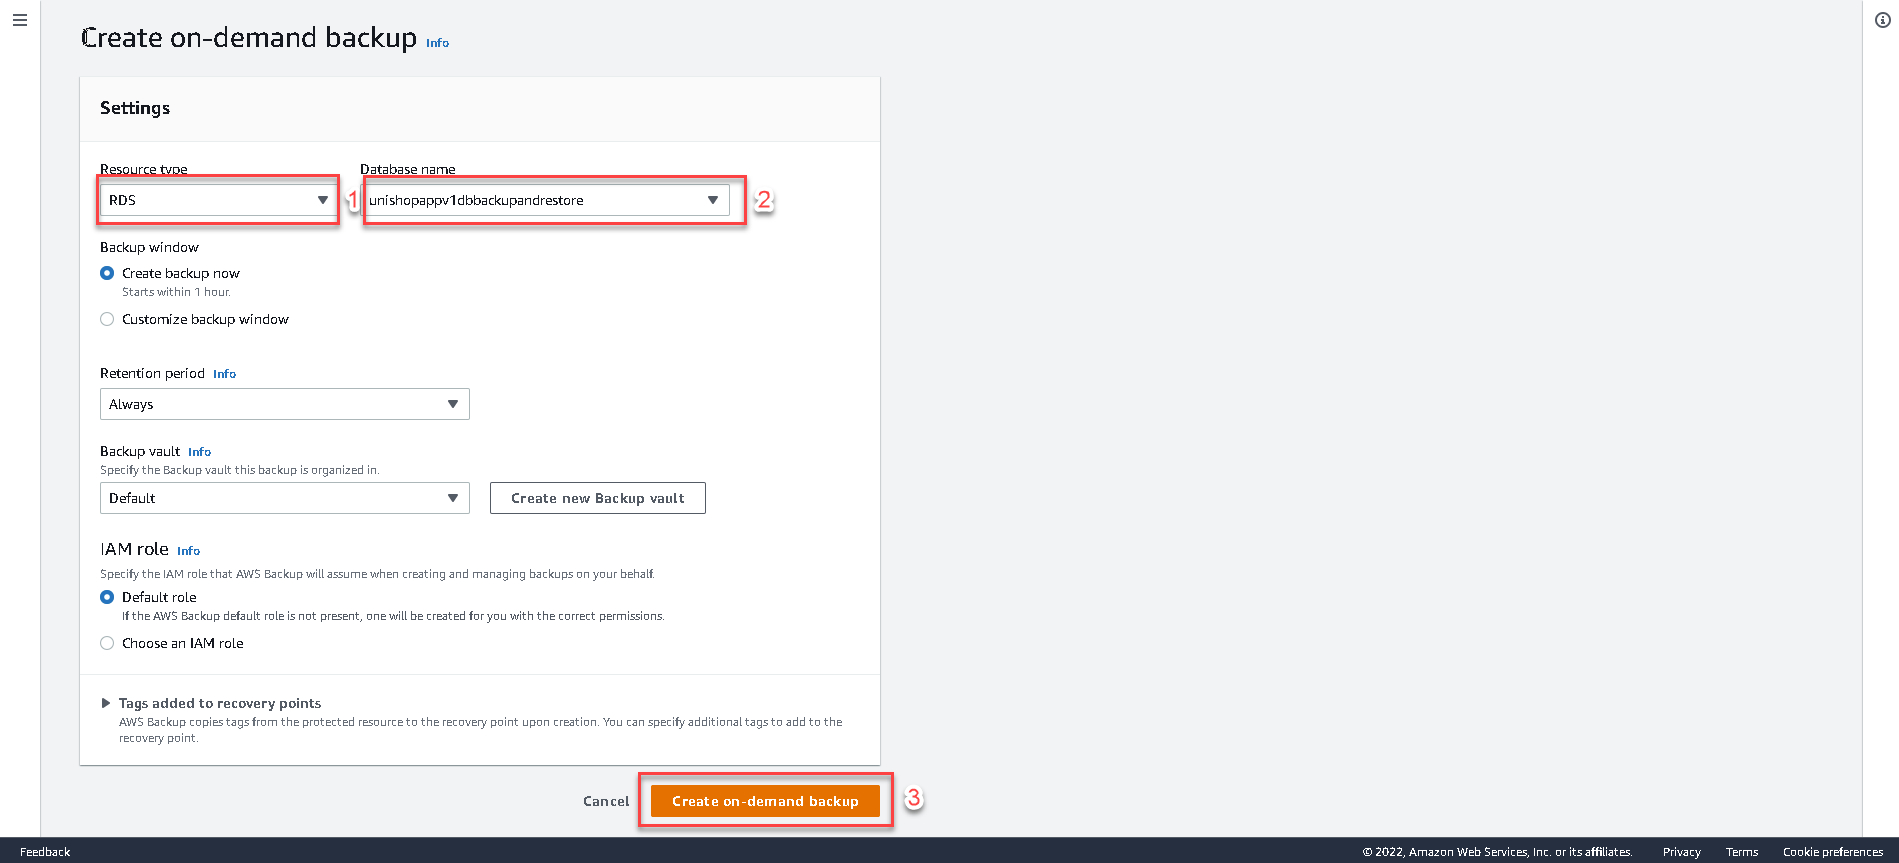 Create on-demand backup Info
Settings
Resource type Database name
RDS 1 unishopappv1dbbackupandrestore 2
Backup window
Create backup now
Starts within 1 hour.
Customize backup window
Retention period Info
Always
Backup vault Info
Specify the Backup vault this backup is organized in.
Default Create new Backup vault
IAM role Info
Specify the IAM role that AWS Backup will assume when creating and managing backups on your behalf.
Default role
If the AWS Backup default role is not present, one will be created for you with the correct permissions.
Choose an IAM role
Tags added to recovery points
AWS Backup copies tags from the protected resource to the recovery point upon creation. You can specify additional tags to add to the
recovery point.
Cancel Create on-demand backup 3
Feedback © 2022, Amazon Web Services, Inc. or its affiliates. Privacy Terms Cookie preferences